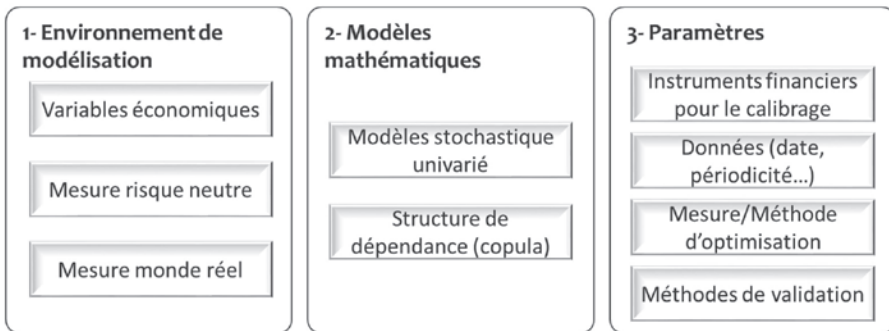 1- Environnement de
modélisation
Variables économiques
Mesure risque neutre
Mesure monde réel
2- Modèles
mathématiques
Modèles stochastique
univarié
Structure de
dépendance (copula)
3- Paramètres
Instruments financiers
pour le calibrage
Données (date,
périodicité...)
Mesure/Méthode
d’optimisation
Méthodes de validation